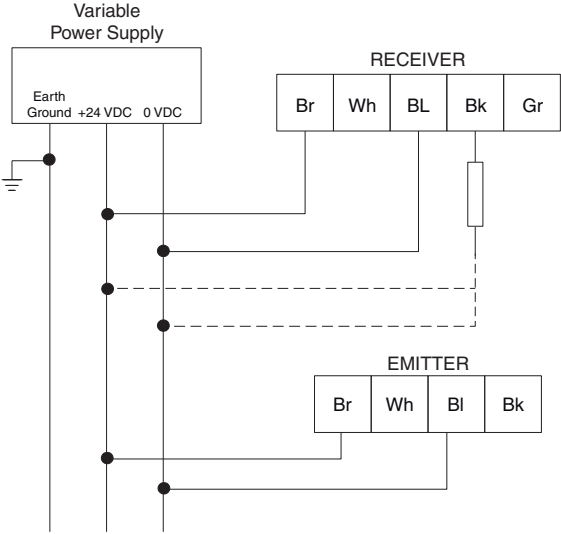 Variable
Power Supply
Earth
Ground +24 VDC 0 VDC
RECEIVER
Br Wh BL Bk Gr
EMITTER
Br Wh Bl Bk